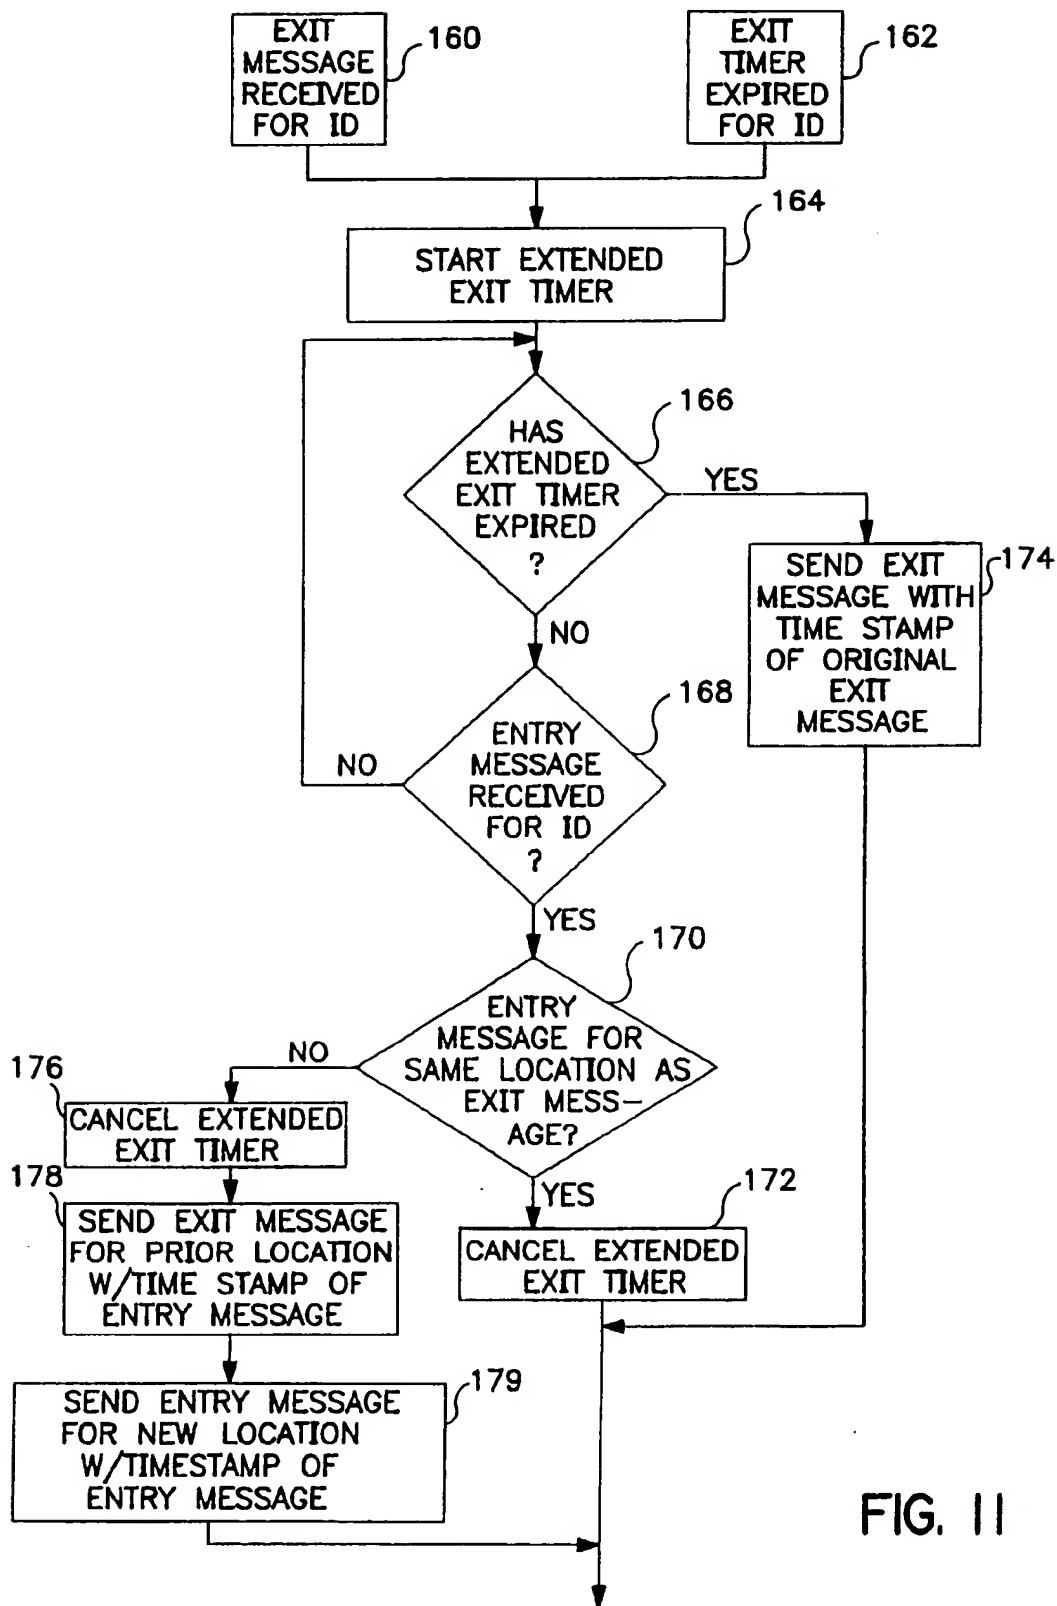 EXIT
MESSAGE
RECEIVED
FOR ID
160
EXIT
TIMER
EXPIRED
FOR ID
162
164
START EXTENDED
EXIT TIMER
166
HAS
EXTENDED
EXIT TIMER
EXPIRED
?
YES
NO
SEND EXIT
MESSAGE WITH
TIME STAMP
OF ORIGINAL
EXIT
MESSAGE
174
168
ENTRY
MESSAGE
RECEIVED
FOR ID
?
NO
YES
170
ENTRY
MESSAGE FOR
SAME LOCATION AS
EXIT MESS-
AGE?
NO
YES
176
CANCEL EXTENDED
EXIT TIMER
178
SEND EXIT MESSAGE
FOR PRIOR LOCATION
W/TIME STAMP OF
ENTRY MESSAGE
172
CANCEL EXTENDED
EXIT TIMER
179
SEND ENTRY MESSAGE
FOR NEW LOCATION
W/TIMESTAMP OF
ENTRY MESSAGE
FIG. 11